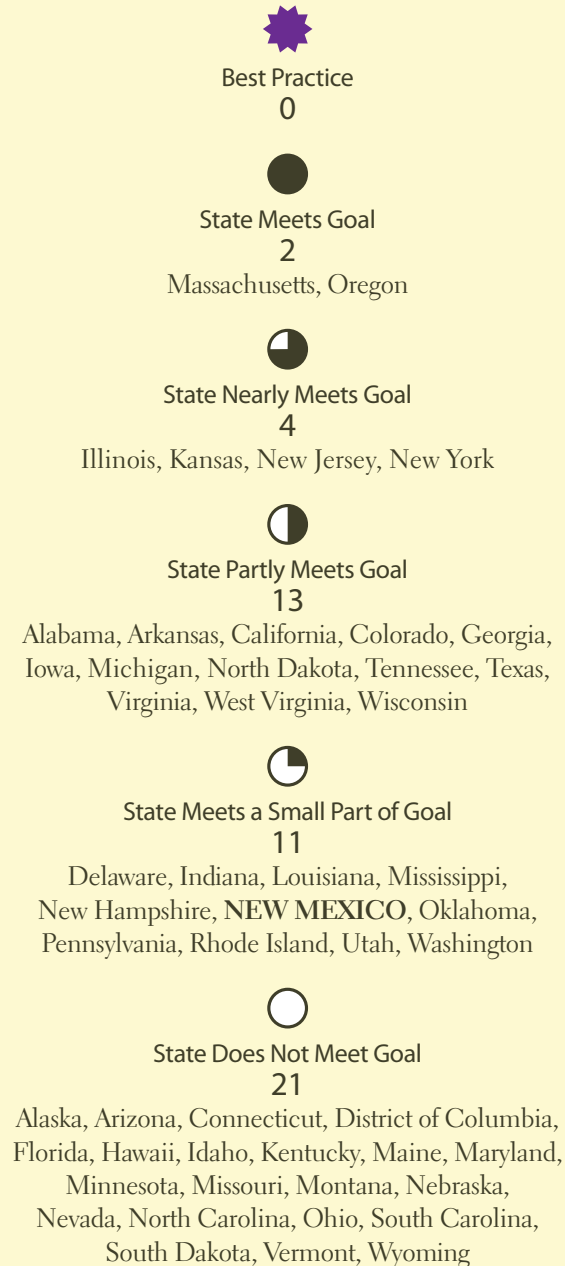 Best Practice
0
State Meets Goal
2
Massachusetts, Oregon
State Nearly Meets Goal
4
Illinois, Kansas, New Jersey, New York
State Partly Meets Goal
13
Alabama, Arkansas, California, Colorado, Georgia,
Iowa, Michigan, North Dakota, Tennessee, Texas,
Virginia, West Virginia, Wisconsin
State Meets a Small Part of Goal
11
Delaware, Indiana, Louisiana, Mississippi,
New Hampshire, NEW MEXICO, Oklahoma,
Pennsylvania, Rhode Island, Utah, Washington
State Does Not Meet Goal
21
Alaska, Arizona, Connecticut, District of Columbia,
Florida, Hawaii, Idaho, Kentucky, Maine, Maryland,
Minnesota, Missouri, Montana, Nebraska,
Nevada, North Carolina, Ohio, South Carolina,
South Dakota, Vermont, Wyoming